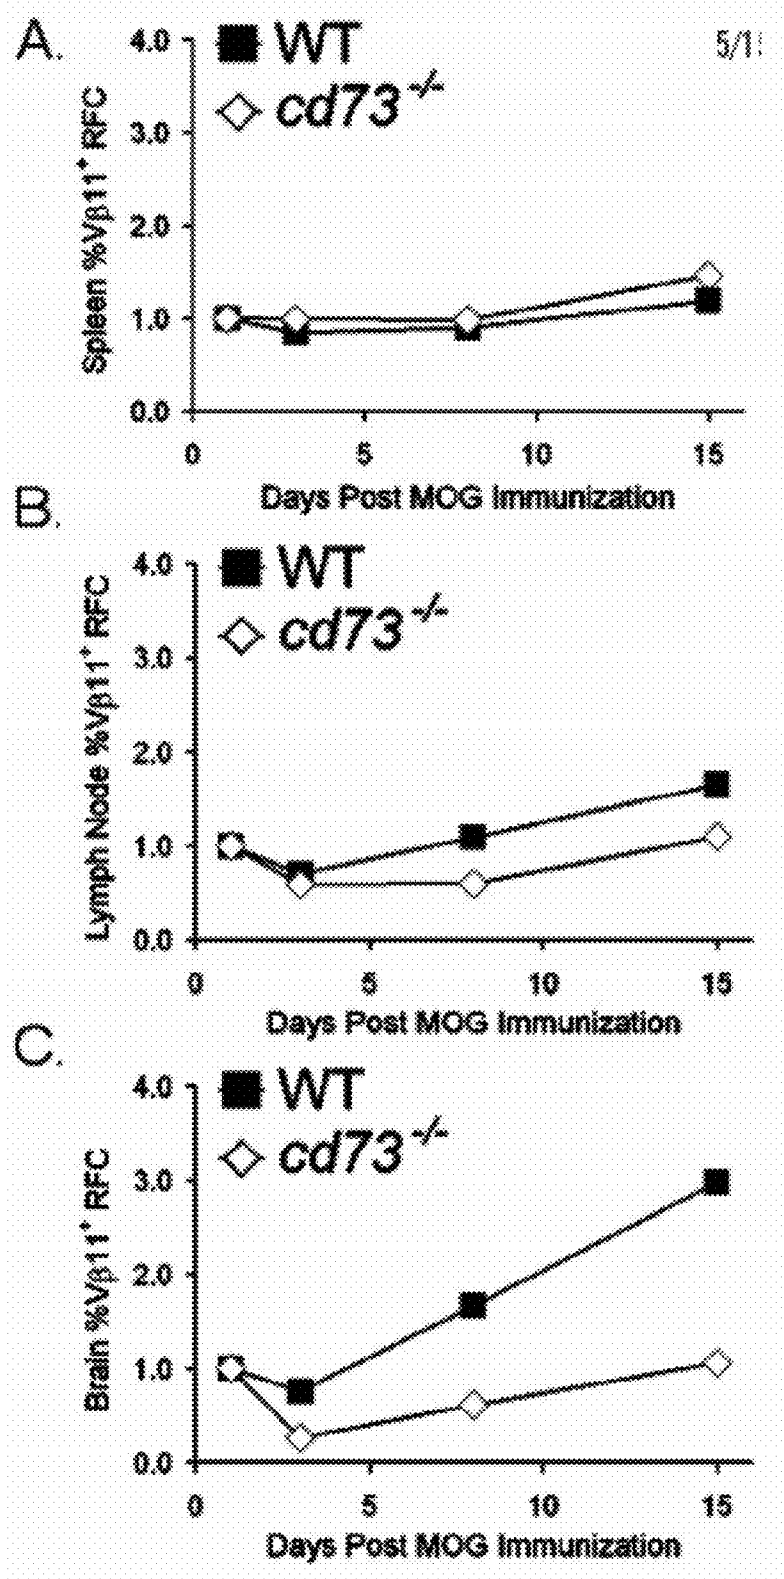 A.
5/1
Spleen %Vβ11⁺ RFC
4.0
3.0
2.0
1.0
0.0
WT
cd73 -/-
0 5 10 15
Days Post MOG Immunization
B.
Lymph Node %Vβ11⁺ RFC
4.0
3.0
2.0
1.0
0.0
WT
cd73 -/-
0 5 10 15
Days Post MOG Immunization
C.
Brain %Vβ11⁺ RFC
4.0
3.0
2.0
1.0
0.0
WT
cd73 -/-
0 5 10 15
Days Post MOG Immunization